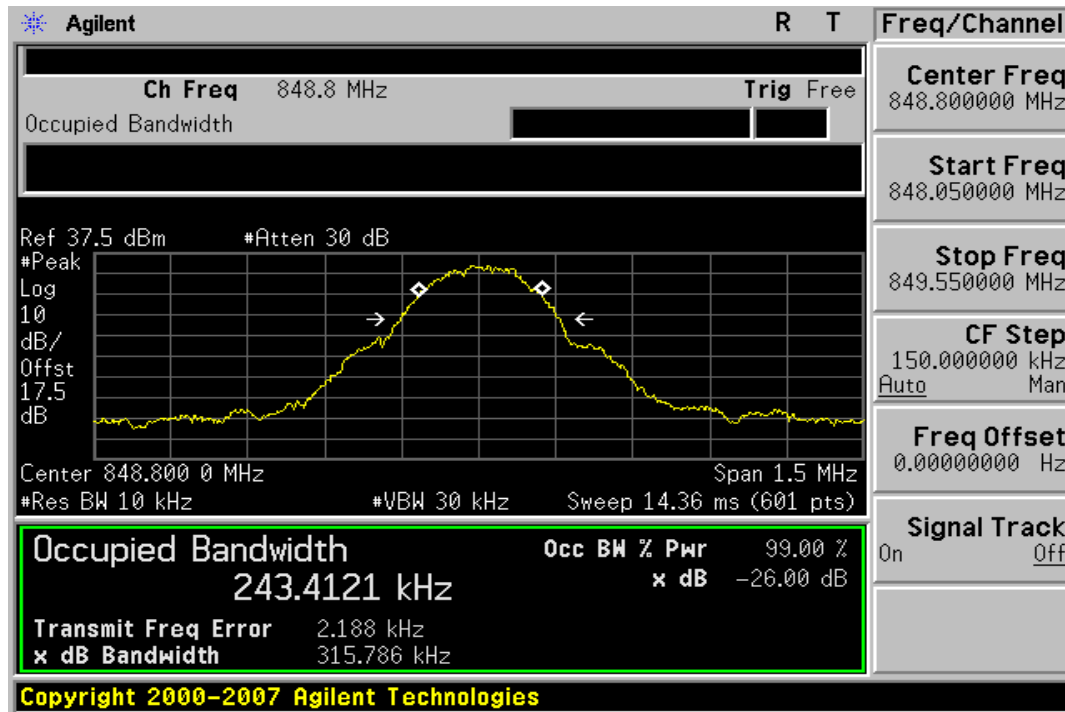 Agilent R T
Ch Freq 848.8 MHz Trig Free
Occupied Bandwidth
Ref 37.5 dBm #Atten 30 dB
#Peak
Log
10
dB/
Offst
17.5
dB
Center 848.800 0 MHz Span 1.5 MHz
#Res BW 10 kHz #VBW 30 kHz Sweep 14.36 ms (601 pts)
Occupied Bandwidth Occ BW % Pwr 99.00 %
243.4121 kHz x dB -26.00 dB
Transmit Freq Error 2.188 kHz
x dB Bandwidth 315.786 kHz
Copyright 2000-2007 Agilent Technologies
Freq/Channel
Center Freq
848.800000 MHz
Start Freq
848.050000 MHz
Stop Freq
849.550000 MHz
CF Step
150.000000 kHz
Auto Man
Freq Offset
0.00000000 Hz
Signal Track
On Off